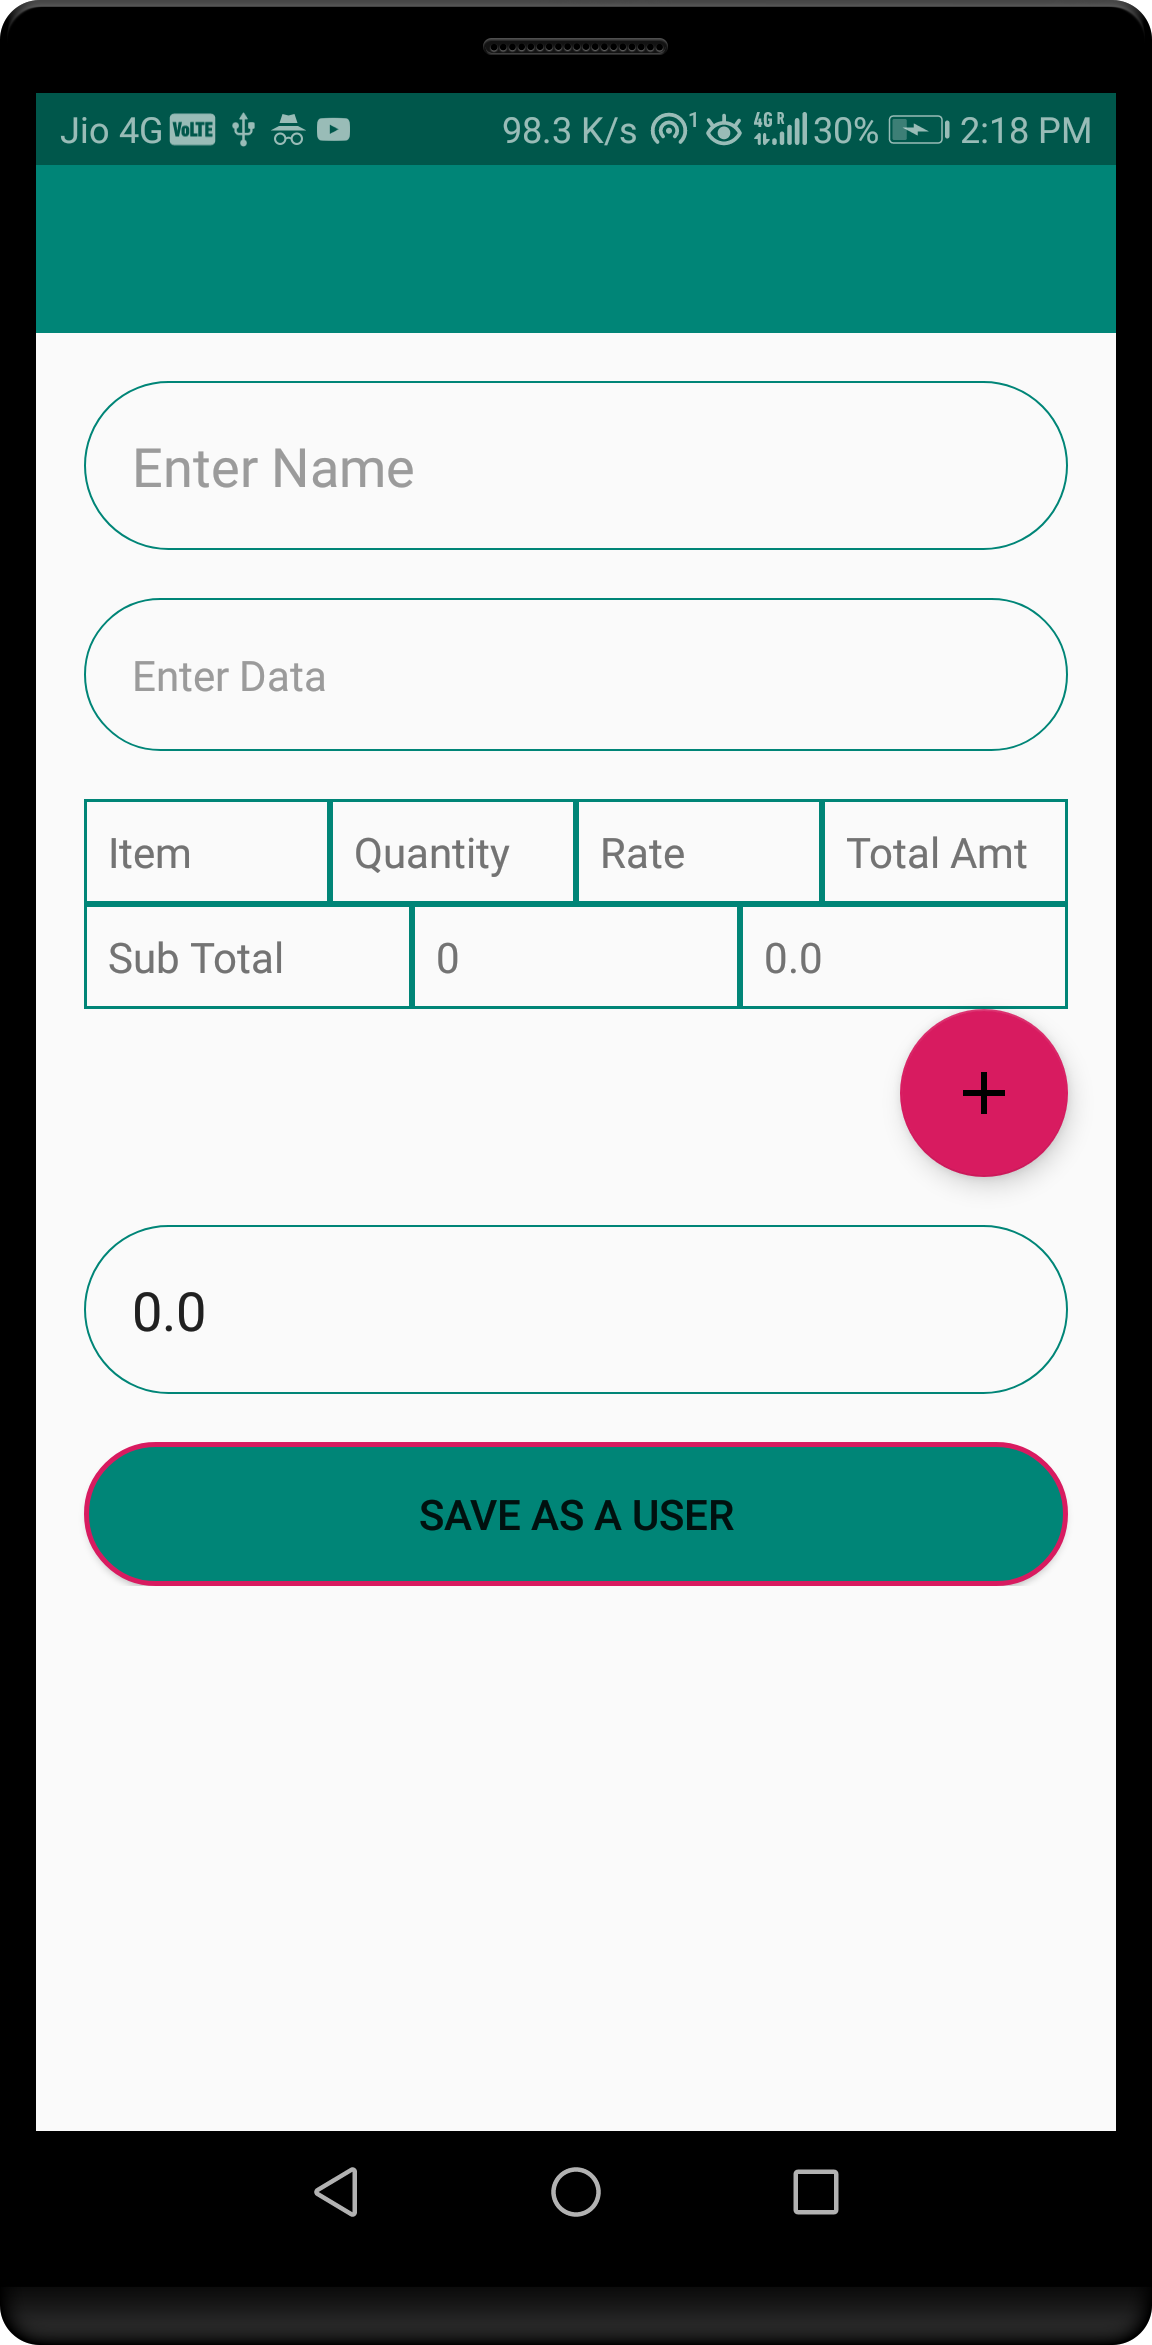 Jio 4G VoLTE 98.3 K/s 1 4G R 30% 2:18 PM
Enter Name
Enter Data
Item Quantity Rate Total Amt
Sub Total 0 0.0
+
0.0
SAVE AS A USER